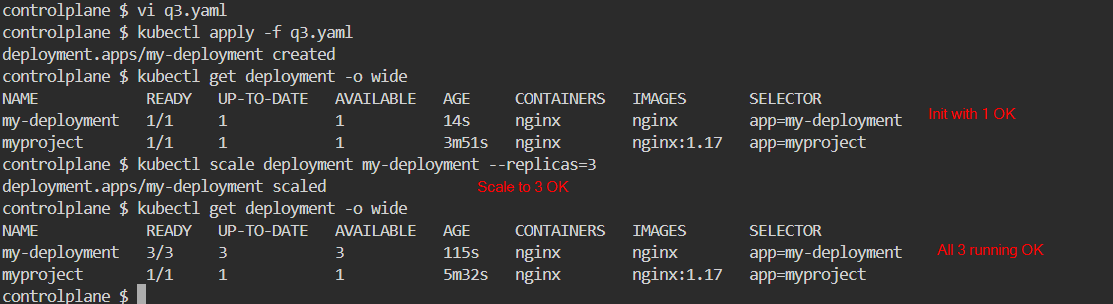 controlplane $ vi q3.yaml
controlplane $ kubectl apply -f q3.yaml
deployment.apps/my-deployment created
controlplane $ kubectl get deployment -o wide
NAME READY UP-TO-DATE AVAILABLE AGE CONTAINERS IMAGES SELECTOR
my-deployment 1/1 1 1 14s nginx nginx app=my-deployment Init with 1 OK
myproject 1/1 1 1 3m51s nginx nginx:1.17 app=myproject
controlplane $ kubectl scale deployment my-deployment --replicas=3
deployment.apps/my-deployment scaled Scale to 3 OK
controlplane $ kubectl get deployment -o wide
NAME READY UP-TO-DATE AVAILABLE AGE CONTAINERS IMAGES SELECTOR
my-deployment 3/3 3 3 115s nginx nginx app=my-deployment All 3 running OK
myproject 1/1 1 1 5m32s nginx nginx:1.17 app=myproject
controlplane $